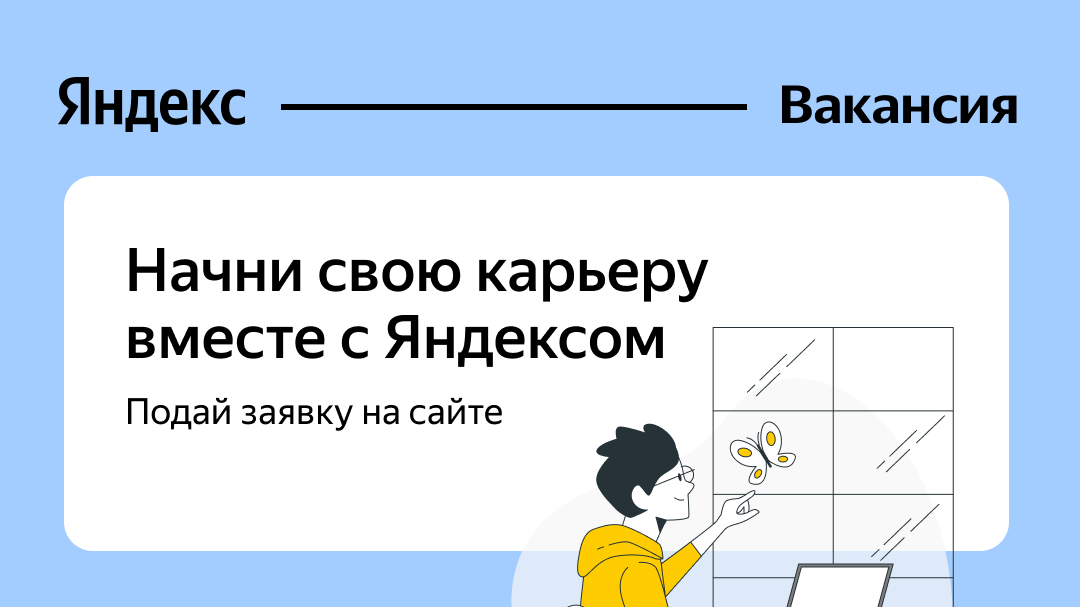 Яндекс
Вакансия
Начни свою карьеру
вместе с Яндексом
Подай заявку на сайте